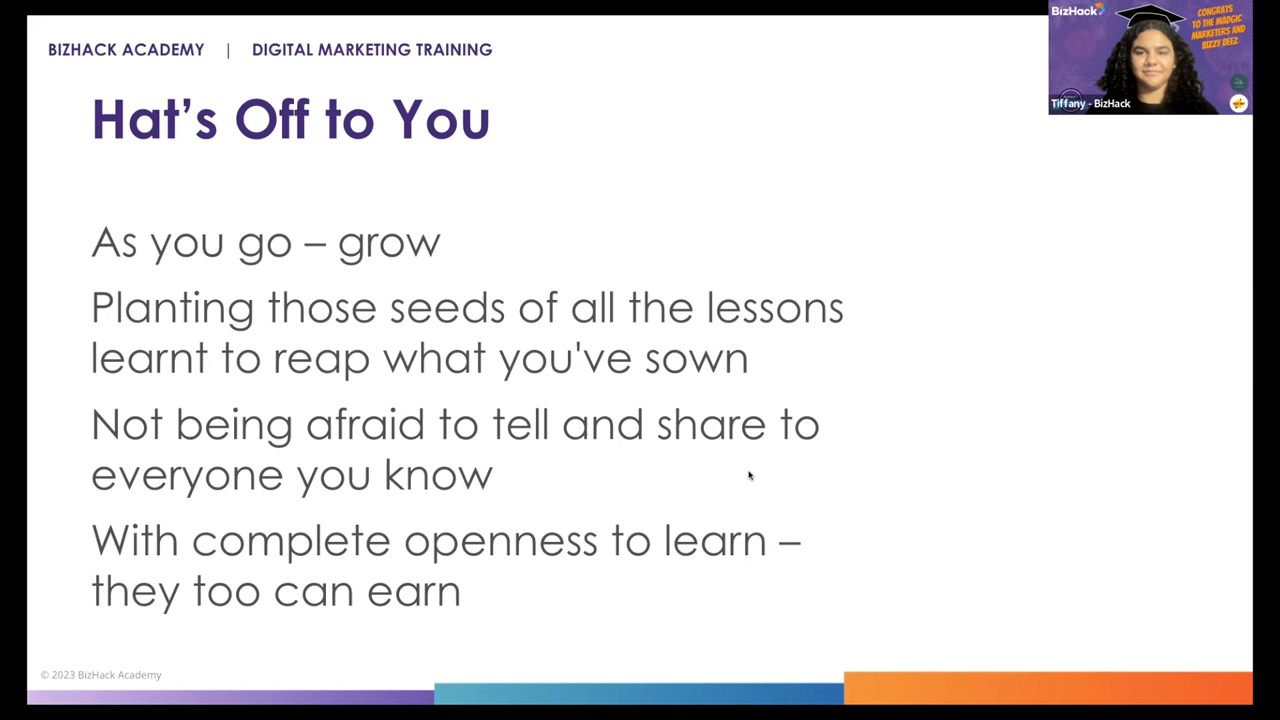 BIZHACK ACADEMY | DIGITAL MARKETING TRAINING
Hat's Off to You
As you go – grow
Planting those seeds of all the lessons
learnt to reap what you've sown
Not being afraid to tell and share to
everyone you know
With complete openness to learn –
they too can earn
© 2023 BizHack Academy
BizHack
CONGRATS
TO THE MADGIC
MARKETERS AND
BIZZY BEEZ
Tiffany - BizHack